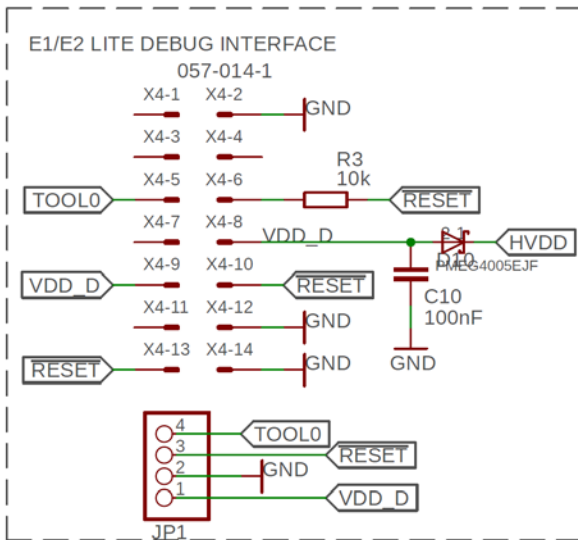 E1/E2 LITE DEBUG INTERFACE
057-014-1
X4-1 X4-2 GND
X4-3 X4-4
R3
10k
TOOL0 X4-5 X4-6 RESET
X4-7 X4-8 VDD_D 2 1 HVDD
D10
PMEG4005EJF
VDD_D X4-9 X4-10 RESET
C10
100nF
X4-11 X4-12 GND
GND
RESET X4-13 X4-14 GND
4 TOOL0
3 RESET
2 GND
1 VDD_D
JP1